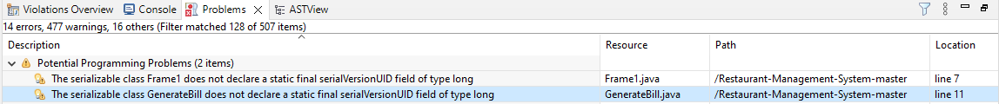 Violations Overview Console Problems ASTView
14 errors, 477 warnings, 16 others (Filter matched 128 of 507 items)
Description Resource Path Location
Potential Programming Problems (2 items)
The serializable class Frame1 does not declare a static final serialVersionUID field of type long Frame1.java /Restaurant-Management-System-master line 7
The serializable class GenerateBill does not declare a static final serialVersionUID field of type long GenerateBill.java /Restaurant-Management-System-master line 11